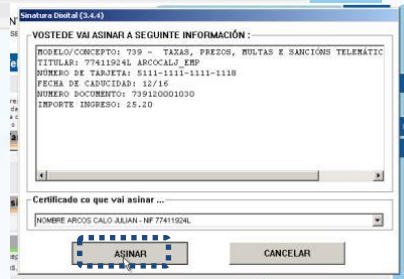 Sinatura Dixital (3.4.4)
VOSTEDE VAI ASINAR A SEGUINTE INFORMACIÓN :
MODELO/CONCEPTO: 739 - TAXAS, PREZOS, MULTAS E SANCIÓNS TELEMÁTIC
TITULAR: 77411924L ARCOCALJ_EMP
NÚMERO DE TARJETA: 5111-1111-1111-1118
FECHA DE CADUCIDAD: 12/16
NUMERO DOCUMENTO: 739120001030
IMPORTE INGRESO: 25.20
Certificado co que vai asinar ...
NOMBRE ARCOS CALO JULIAN - NIF 77411924L
ASINAR
CANCELAR